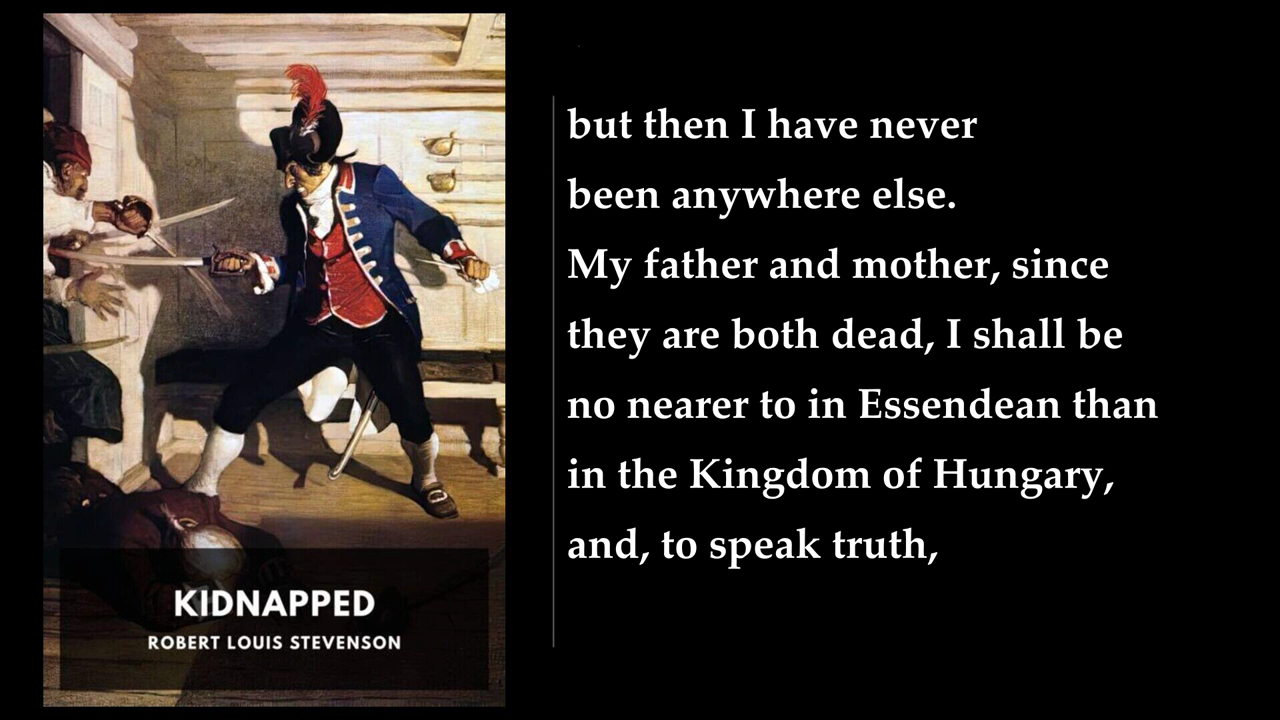 KIDNAPPED
ROBERT LOUIS STEVENSON
but then I have never
been anywhere else.
My father and mother, since
they are both dead, I shall be
no nearer to in Essendean than
in the Kingdom of Hungary,
and, to speak truth,